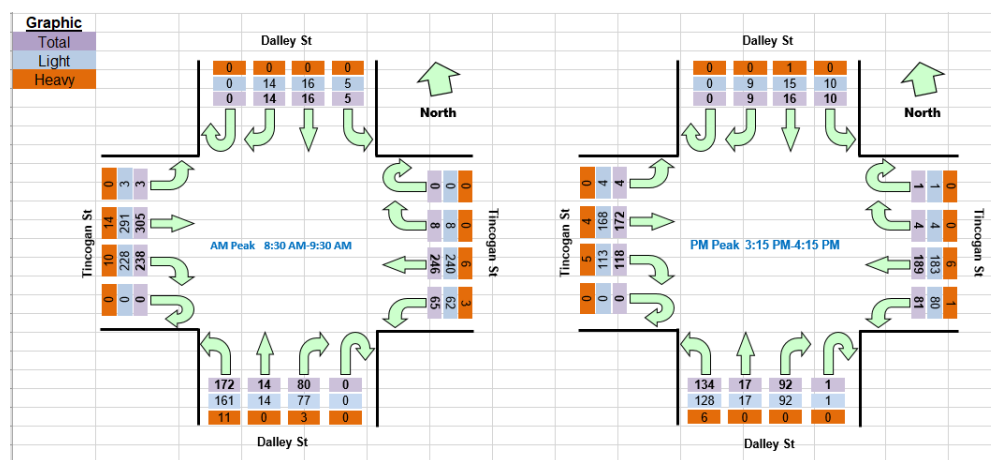 Graphic
Total
Light
Heavy
Dalley St
0 0 0 0
0 14 16 5
0 14 16 5
North
Tincogan St
0 3 3
14 291 305
10 228 238
0 0 0
AM Peak 8:30 AM-9:30 AM
0 0 0
8 8 0
246 240 6
65 62 3
Tincogan St
172 14 80 0
161 14 77 0
11 0 3 0
Dalley St
Dalley St
0 0 1 0
0 9 15 10
0 9 16 10
North
Tincogan St
0 4 4
4 168 172
5 113 118
0 0 0
PM Peak 3:15 PM-4:15 PM
1 1 0
4 4 0
189 183 6
81 80 1
Tincogan St
134 17 92 1
128 17 92 1
6 0 0 0
Dalley St